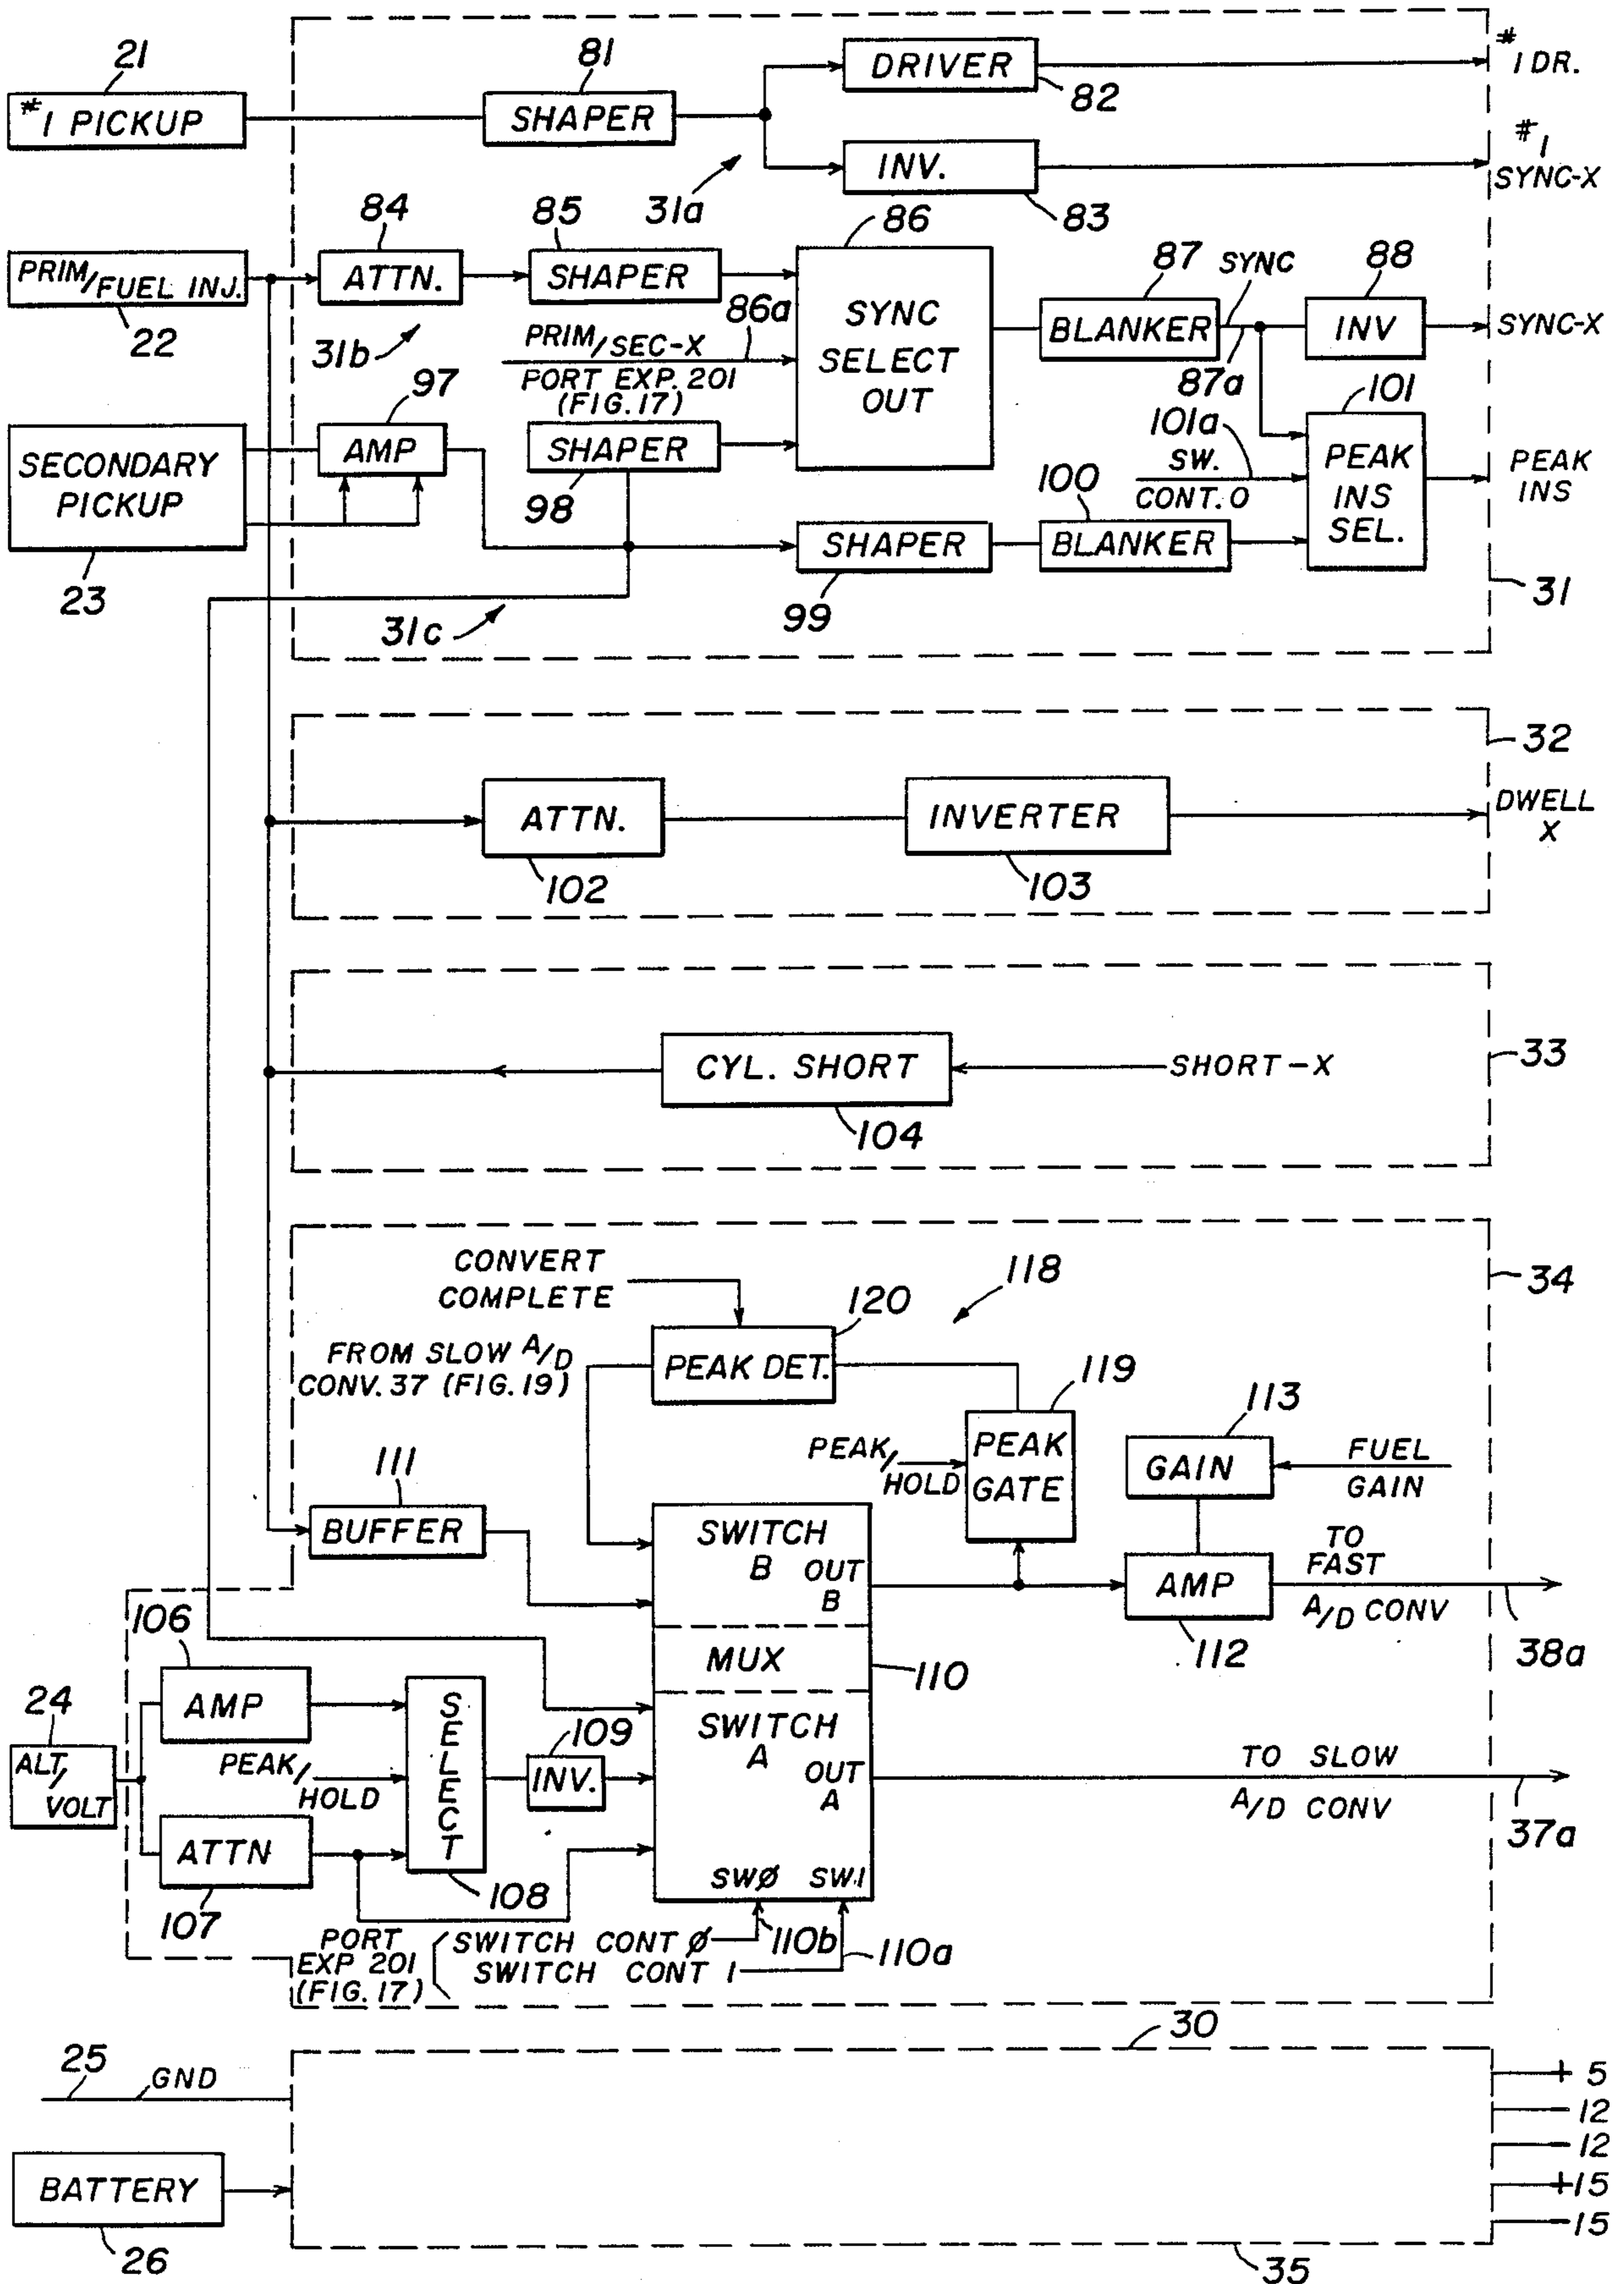 21
# 1 PICKUP
81
SHAPER
DRIVER
82
# 1 DR.
INV.
83
#1 SYNC-X
31a
PRIM/FUEL INJ.
22
84
ATTN.
85
SHAPER
31b
86a
PRIM/SEC-X
PORT EXP. 201
(FIG. 17)
86
SYNC
SELECT
OUT
87
BLANKER
SYNC
87a
88
INV
SYNC-X
SECONDARY
PICKUP
23
97
AMP
SHAPER
98
31c
SHAPER
99
100
BLANKER
101a
SW.
CONT. 0
101
PEAK
INS
SEL.
PEAK
INS
31
32
ATTN.
102
INVERTER
103
DWELL
X
33
CYL. SHORT
104
SHORT-X
34
CONVERT
COMPLETE
118
120
PEAK DET.
FROM SLOW A/D
CONV. 37 (FIG. 19)
119
PEAK
GATE
PEAK/
HOLD
113
GAIN
FUEL
GAIN
111
BUFFER
SWITCH
B
OUT
B
AMP
112
TO
FAST
A/D CONV
38a
MUX
110
106
AMP
24
ALT/
VOLT
PEAK/
HOLD
SELECT
108
ATTN
107
109
INV.
SWITCH
A
OUT
A
TO SLOW
A/D CONV
37a
SWØ SW1
PORT
EXP 201
(FIG. 17)
SWITCH CONT Ø
SWITCH CONT 1
110b
110a
30
25
GND
BATTERY
26
+ 5
- 12
- 12
+15
- 15
35